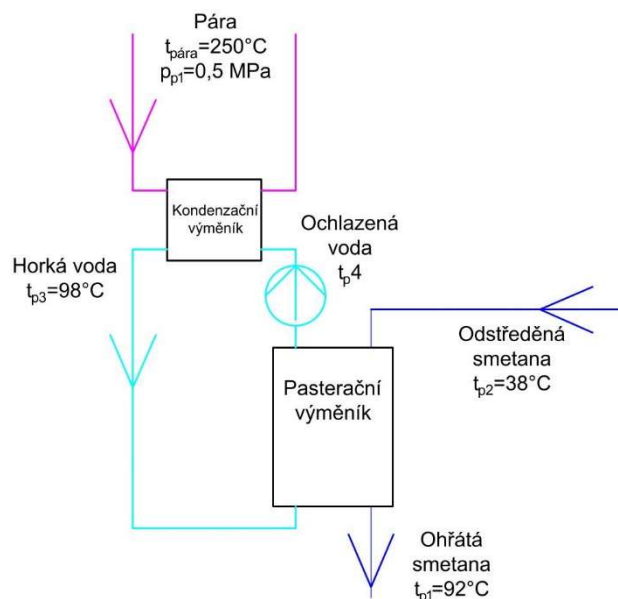 Pára
tpára=250°C
pp1=0,5 MPa
Kondenzační
výměník
Ochlazená
voda
tp4
Horká voda
tp3=98°C
Odstředěná
smetana
tp2=38°C
Pasterační
výměník
Ohřátá
smetana
tp1=92°C